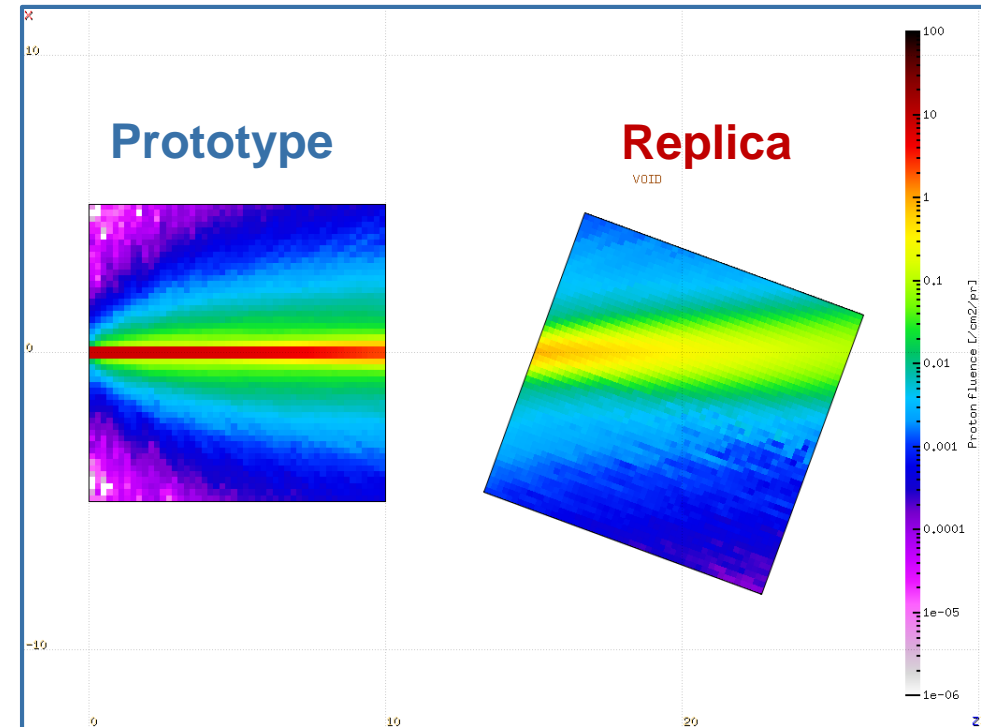 X
10
0
-10
0
10
20
Z
Prototype
Replica
VOID
100
10
1
0.1
0.01
0.001
0.0001
1e-05
1e-06
Proton fluence [/cm2/pr]